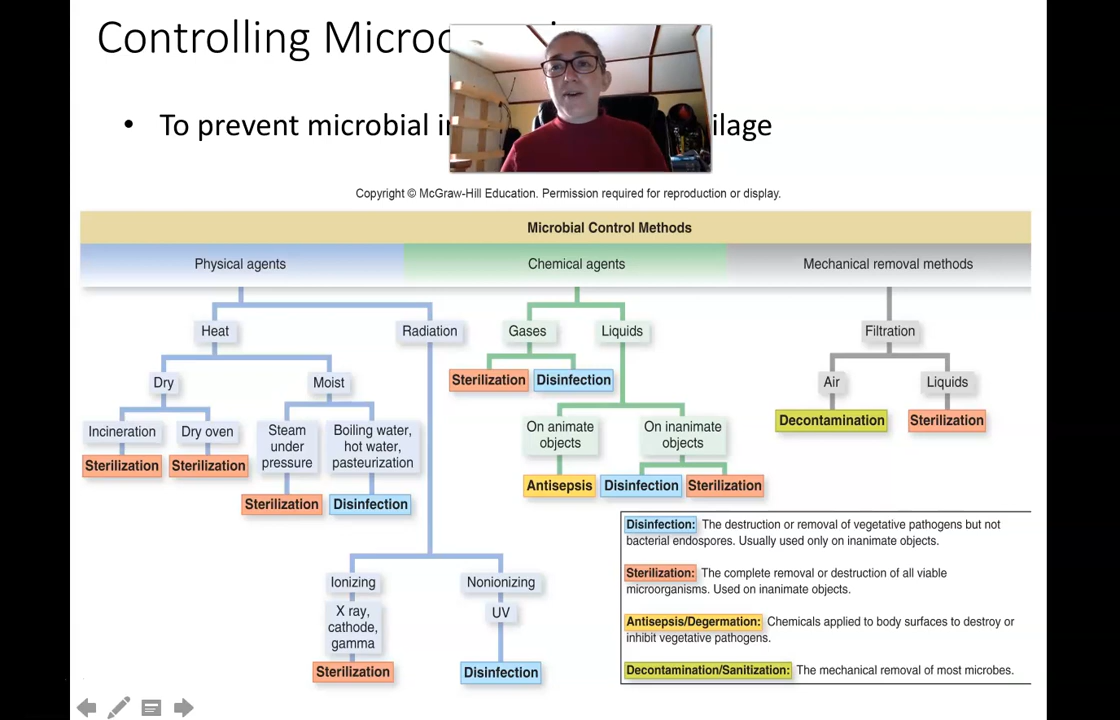 Controlling
To prevent microbial
Copyright © McGraw-Hill Education. Permission required for reproduction or display.
Microbial Control Methods
Physical agents
Chemical agents
Mechanical removal methods
Heat
Radiation
Gases
Liquids
Filtration
Sterilization
Disinfection
Dry
Moist
Air
Liquids
Decontamination
Sterilization
Incineration
Dry oven
Steam
under
pressure
Boiling water,
hot water,
pasteurization
On animate
objects
On inanimate
objects
Sterilization
Sterilization
Antisepsis
Disinfection
Sterilization
Sterilization
Disinfection
Disinfection: The destruction or removal of vegetative pathogens but not
bacterial endospores. Usually used only on inanimate objects.
Sterilization: The complete removal or destruction of all viable
microorganisms. Used on inanimate objects.
Antisepsis/Degermation: Chemicals applied to body surfaces to destroy or
inhibit vegetative pathogens.
Decontamination/Sanitization: The mechanical removal of most microbes.
Ionizing
Nonionizing
X ray,
cathode,
gamma
UV
Sterilization
Disinfection